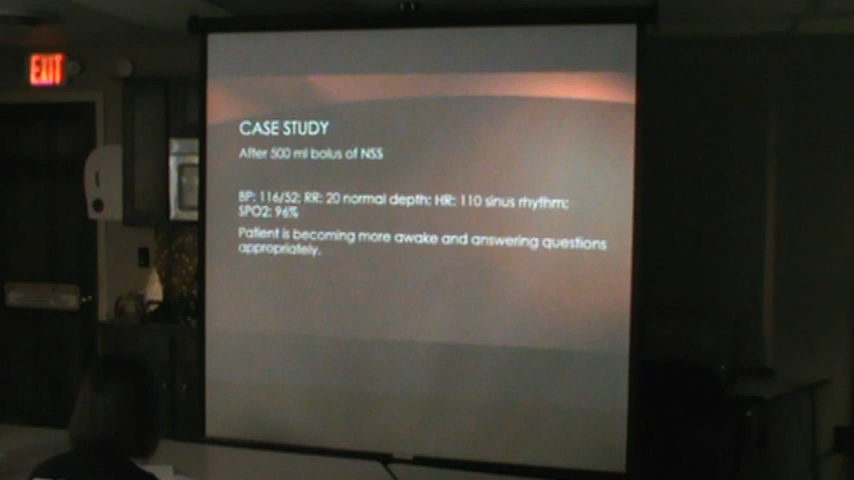 EXIT
CASE STUDY
After 500 ml bolus of NSS
BP: 116/52; RR: 20 normal depth; HR: 110 sinus rhythm;
SPO2: 96%
Patient is becoming more awake and answering questions
appropriately.